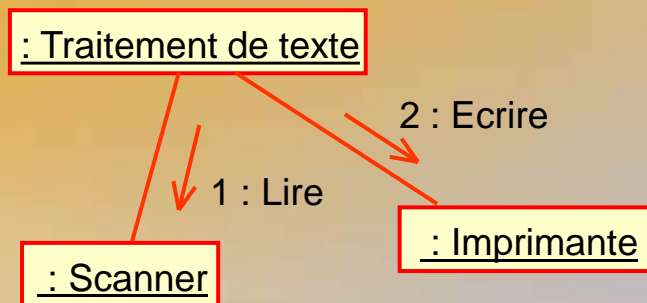 : Traitement de texte
2 : Ecrire
1 : Lire
: Imprimante
: Scanner